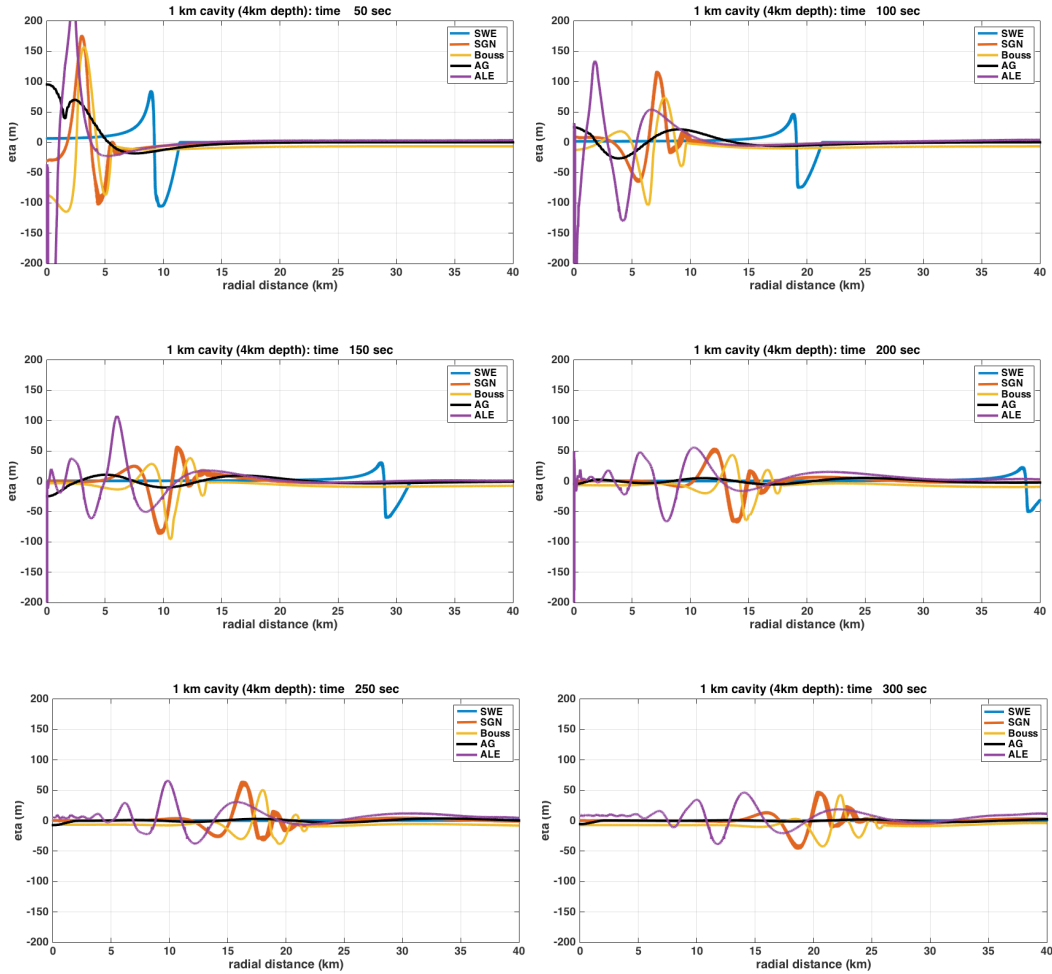 1 km cavity (4km depth): time 50 sec
eta (m)
200
150
100
50
0
-50
-100
-150
-200
SWE
SGN
Bouss
AG
ALE
0 5 10 15 20 25 30 35 40
radial distance (km)
1 km cavity (4km depth): time 100 sec
eta (m)
200
150
100
50
0
-50
-100
-150
-200
SWE
SGN
Bouss
AG
ALE
0 5 10 15 20 25 30 35 40
radial distance (km)
1 km cavity (4km depth): time 150 sec
eta (m)
200
150
100
50
0
-50
-100
-150
-200
SWE
SGN
Bouss
AG
ALE
0 5 10 15 20 25 30 35 40
radial distance (km)
1 km cavity (4km depth): time 200 sec
eta (m)
200
150
100
50
0
-50
-100
-150
-200
SWE
SGN
Bouss
AG
ALE
0 5 10 15 20 25 30 35 40
radial distance (km)
1 km cavity (4km depth): time 250 sec
eta (m)
200
150
100
50
0
-50
-100
-150
-200
SWE
SGN
Bouss
AG
ALE
0 5 10 15 20 25 30 35 40
radial distance (km)
1 km cavity (4km depth): time 300 sec
eta (m)
200
150
100
50
0
-50
-100
-150
-200
SWE
SGN
Bouss
AG
ALE
0 5 10 15 20 25 30 35 40
radial distance (km)